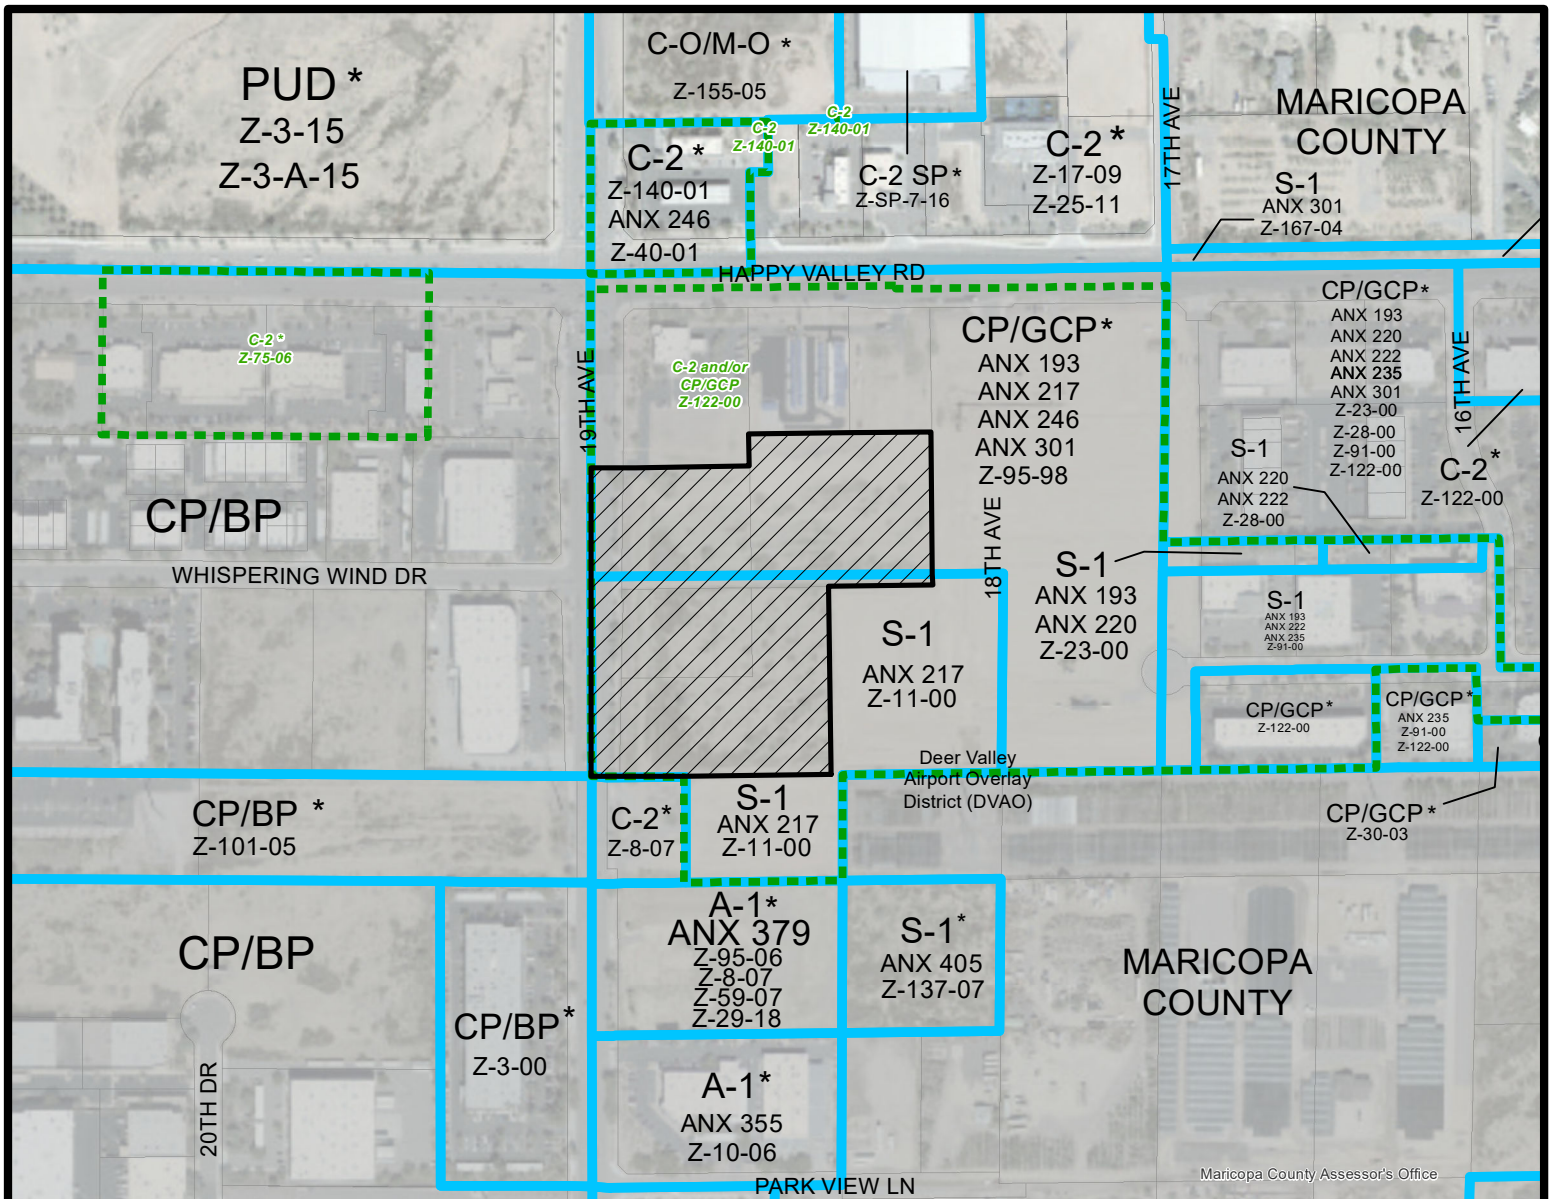 PUD *
Z-3-15
Z-3-A-15
C-O/M-O *
Z-155-05
C-2
Z-140-01
C-2
Z-140-01
C-2 *
Z-140-01
ANX 246
Z-40-01
C-2 SP *
Z-SP-7-16
C-2 *
Z-17-09
Z-25-11
17TH AVE
MARICOPA
COUNTY
S-1
ANX 301
Z-167-04
HAPPY VALLEY RD
C-2 *
Z-75-06
19TH AVE
C-2 and/or
CP/GCP
Z-122-00
CP/GCP *
ANX 193
ANX 217
ANX 246
ANX 301
Z-95-98
CP/GCP *
ANX 193
ANX 220
ANX 222
ANX 235
ANX 301
Z-23-00
Z-28-00
Z-91-00
Z-122-00
16TH AVE
C-2 *
Z-122-00
S-1
ANX 220
ANX 222
Z-28-00
CP/BP
WHISPERING WIND DR
18TH AVE
S-1
ANX 193
ANX 220
Z-23-00
S-1
ANX 193
ANX 222
ANX 235
Z-91-00
S-1
ANX 217
Z-11-00
CP/GCP *
Z-122-00
CP/GCP *
ANX 235
Z-91-00
Z-122-00
Deer Valley
Airport Overlay
District (DVAO)
CP/BP *
Z-101-05
C-2 *
Z-8-07
S-1
ANX 217
Z-11-00
CP/GCP *
Z-30-03
CP/BP
A-1 *
ANX 379
Z-95-06
Z-8-07
Z-59-07
Z-29-18
S-1 *
ANX 405
Z-137-07
MARICOPA
COUNTY
CP/BP *
Z-3-00
20TH DR
A-1 *
ANX 355
Z-10-06
Maricopa County Assessor's Office
PARK VIEW LN